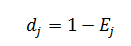 d_j = 1 − E_j